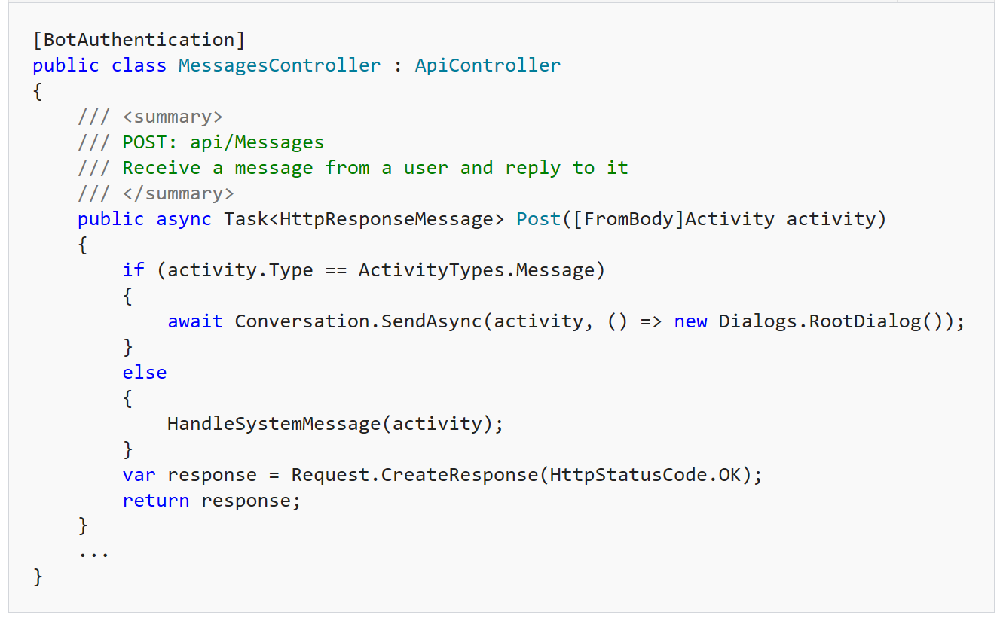 [BotAuthentication]
public class MessagesController : ApiController
{
    /// <summary>
    /// POST: api/Messages
    /// Receive a message from a user and reply to it
    /// </summary>
    public async Task<HttpResponseMessage> Post([FromBody]Activity activity)
    {
        if (activity.Type == ActivityTypes.Message)
        {
            await Conversation.SendAsync(activity, () => new Dialogs.RootDialog());
        }
        else
        {
            HandleSystemMessage(activity);
        }
        var response = Request.CreateResponse(HttpStatusCode.OK);
        return response;
    }
    ...
}